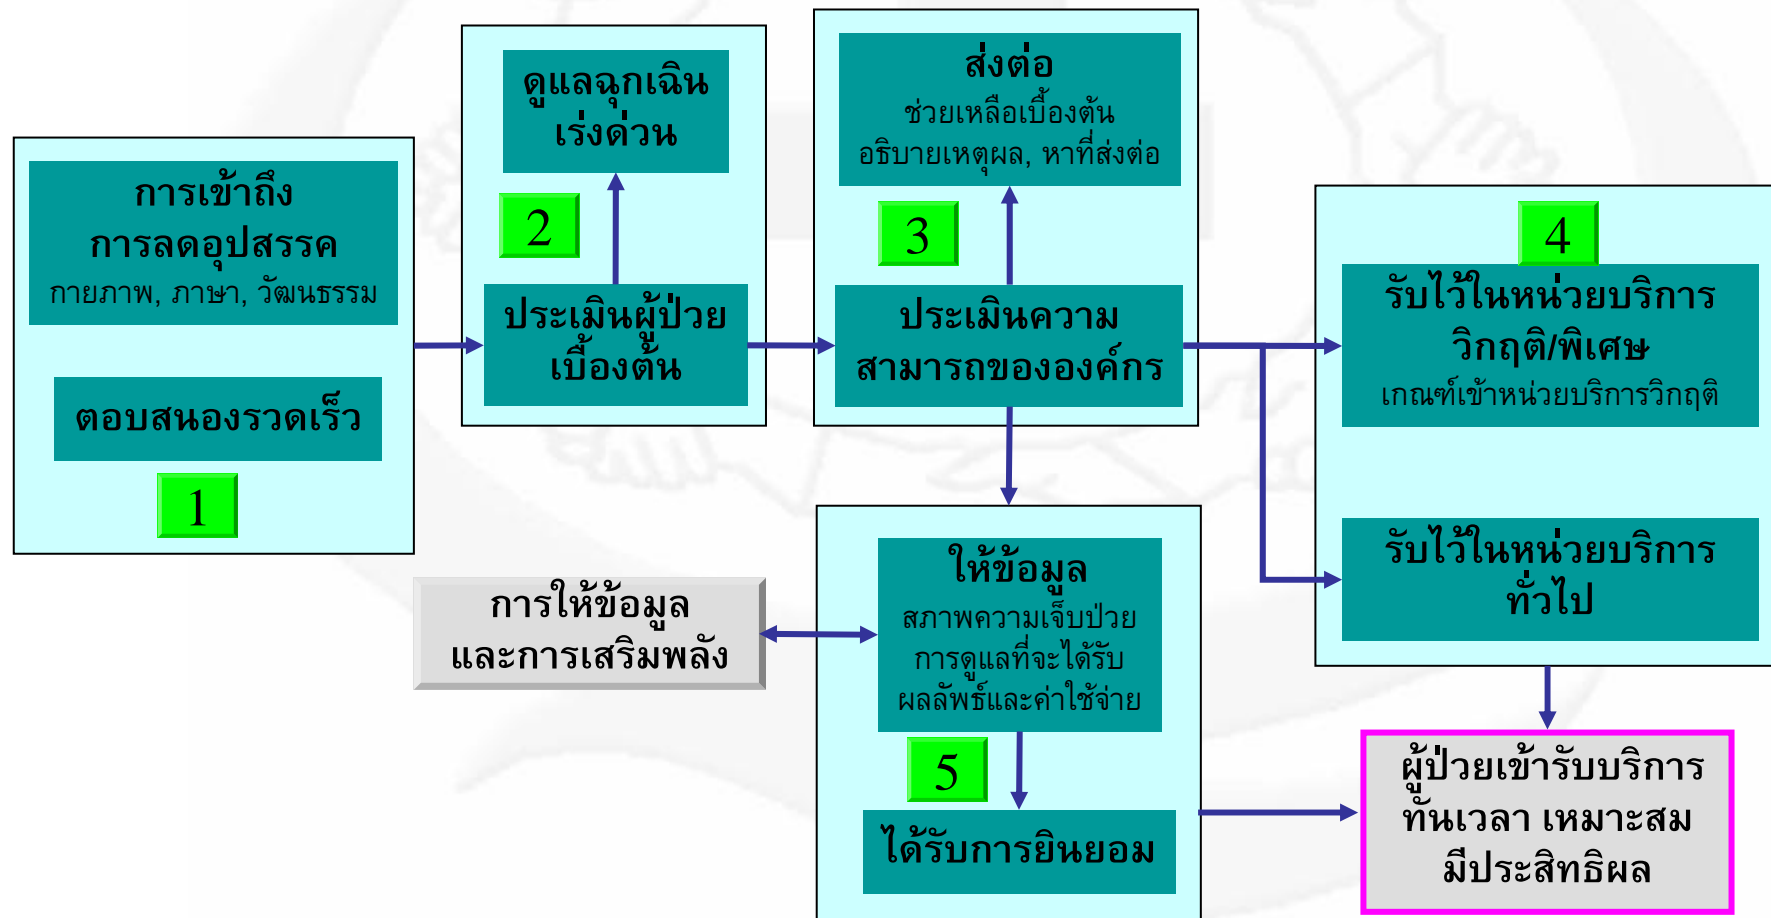 การเข้าถึง
การลดอุปสรรค
กายภาพ, ภาษา, วัฒนธรรม
ตอบสนองรวดเร็ว
1
ดูแลฉุกเฉิน
เร่งด่วน
2
ประเมินผู้ป่วย
เบื้องต้น
ส่งต่อ
ช่วยเหลือเบื้องต้น
อธิบายเหตุผล, หาที่ส่งต่อ
3
ประเมินความ
สามารถขององค์กร
4
รับไว้ในหน่วยบริการ
วิกฤติ/พิเศษ
เกณฑ์เข้าหน่วยบริการวิกฤติ
รับไว้ในหน่วยบริการ
ทั่วไป
การให้ข้อมูล
และการเสริมพลัง
ให้ข้อมูล
สภาพความเจ็บป่วย
การดูแลที่จะได้รับ
ผลลัพธ์และค่าใช้จ่าย
5
ได้รับการยินยอม
ผู้ป่วยเข้ารับบริการ
ทันเวลา เหมาะสม
มีประสิทธิผล